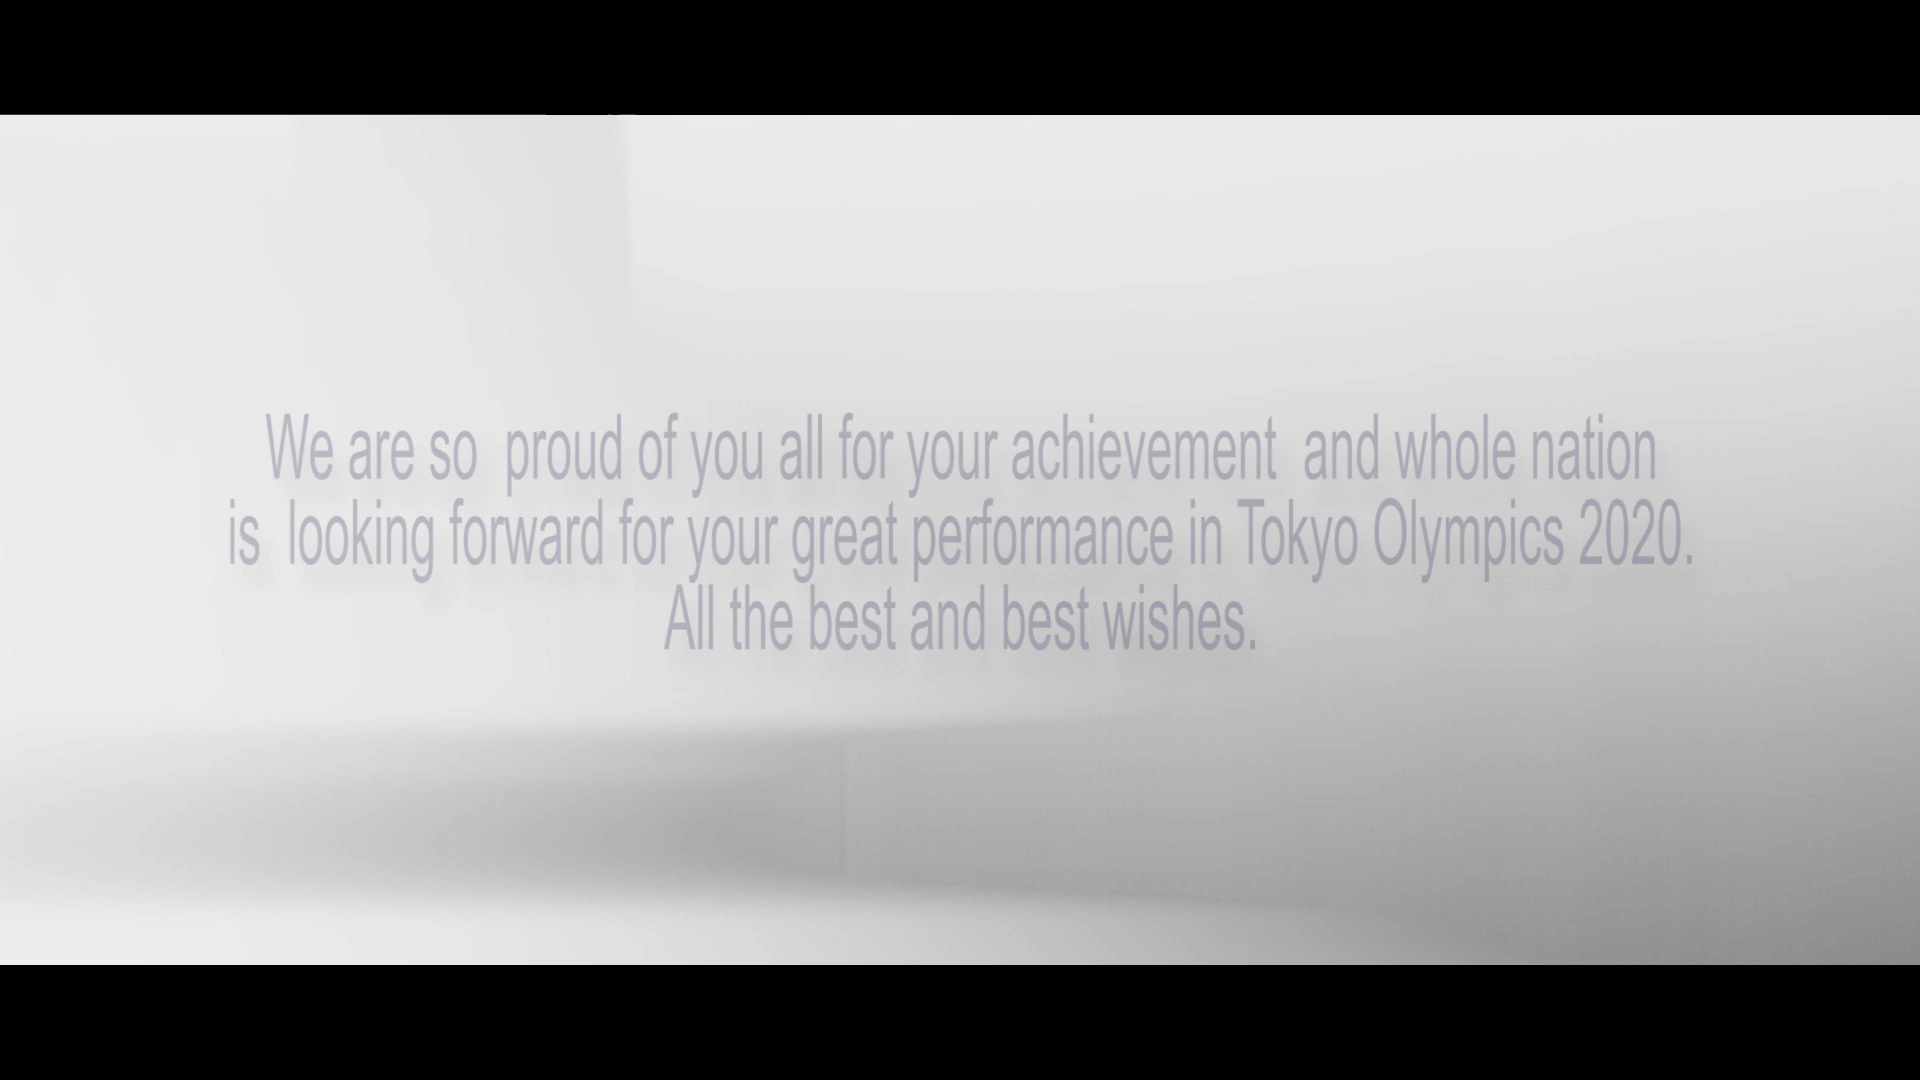 We are so proud of you all for your achievement and whole nation
is looking forward for your great performance in Tokyo Olympics 2020.
All the best and best wishes.